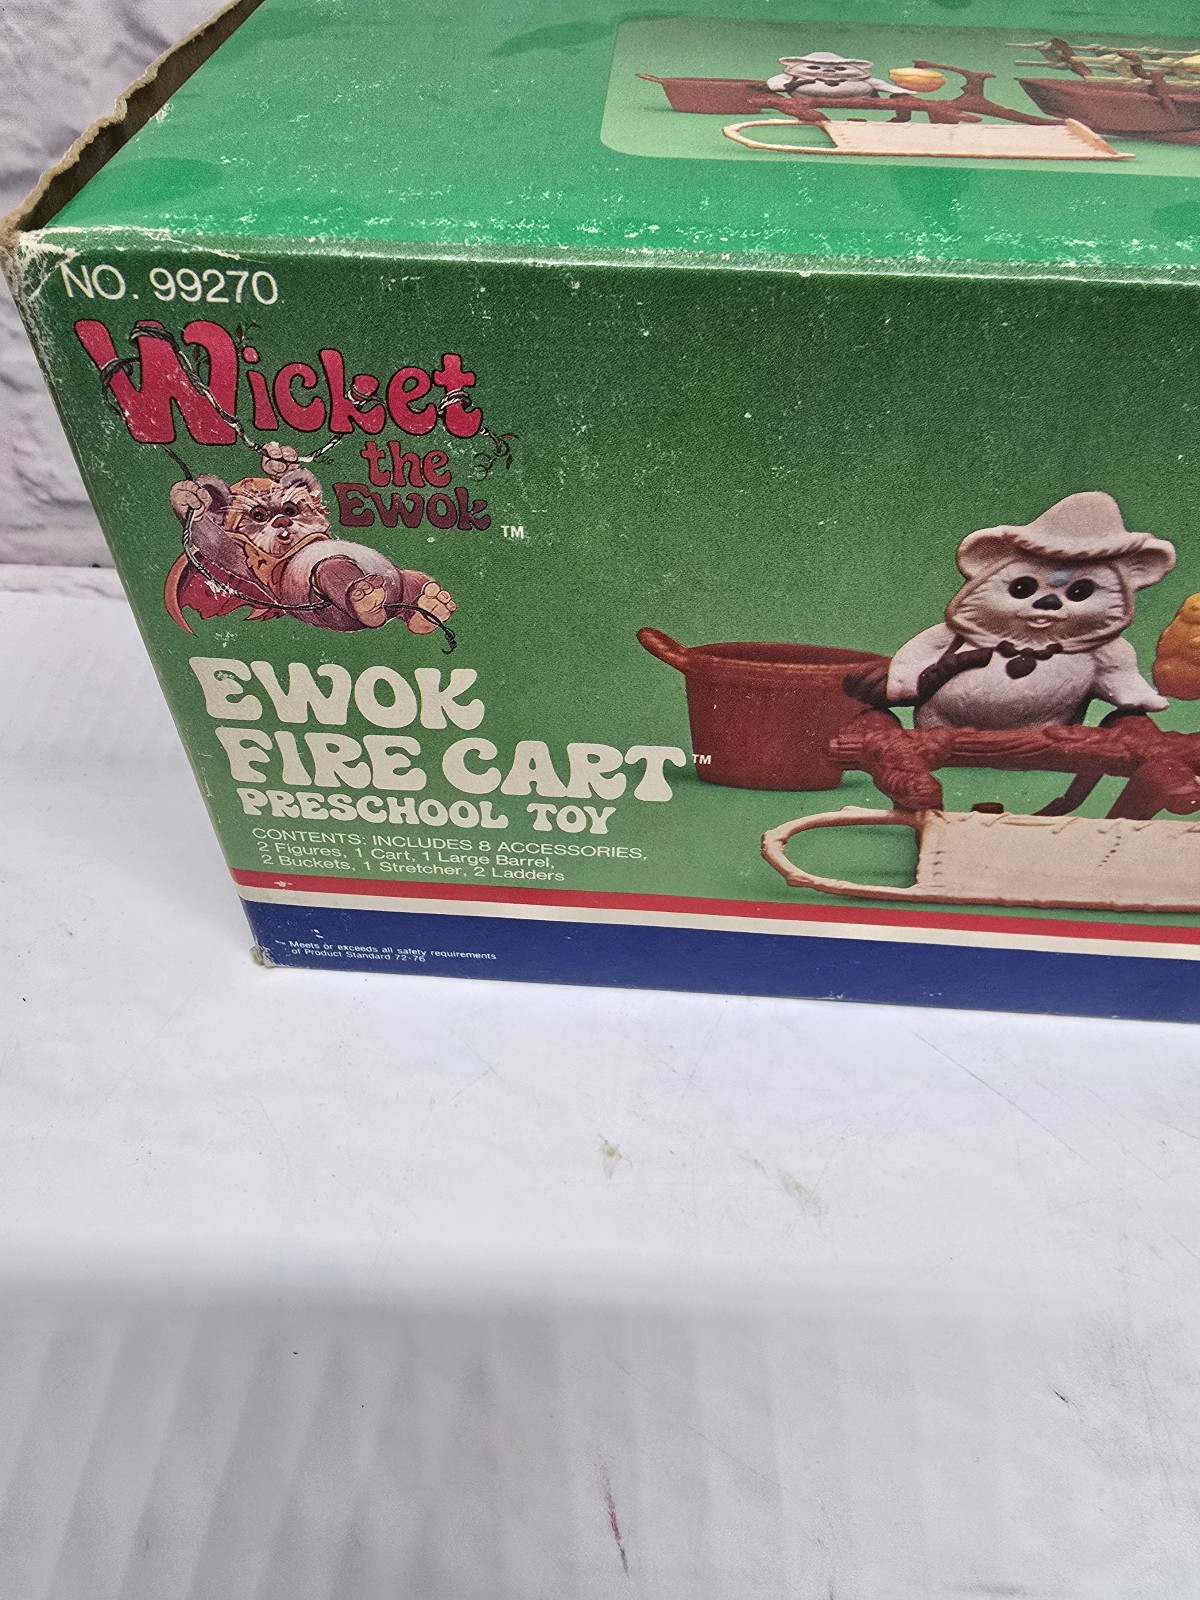 NO. 99270
Wicket
the
Ewok
TM
EWOK
FIRE CART™
PRESCHOOL TOY
CONTENTS: INCLUDES 8 ACCESSORIES,
2 Figures, 1 Cart, 1 Large Barrel,
2 Buckets, 1 Stretcher, 2 Ladders
Meets or exceeds all safety requirements
of Product Standard 72-76